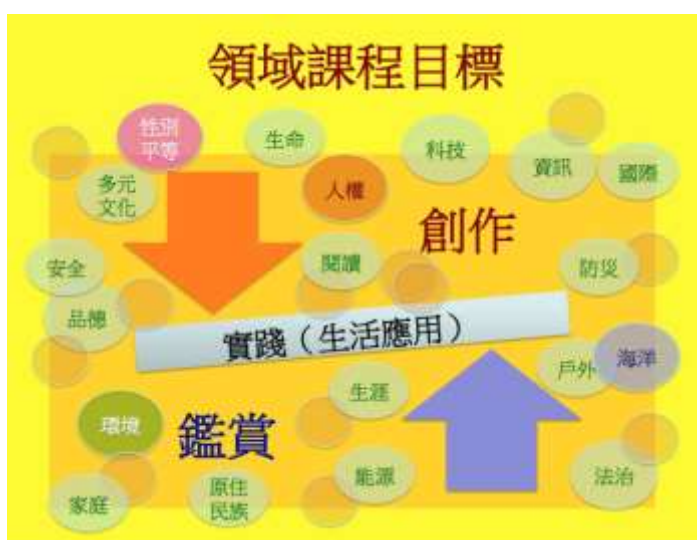 領域課程目標
性別
平等
生命
科技
資訊
國際
多元
文化
人權
創作
安全
閱讀
防災
品德
實踐（生活應用）
戶外
海洋
生涯
環境
鑑賞
家庭
原住
民族
能源
法治